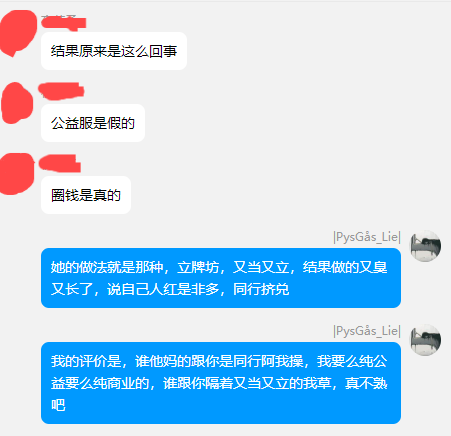 结果原来是这么回事
公益服是假的
圈钱是真的
|PysGås_Lie|
她的做法就是那种，立牌坊，又当又立，结果做的又臭
又长了，说自己人红是非多，同行挤兑
|PysGås_Lie|
我的评价是，谁他妈的跟你是同行阿我操，我要么纯公
益要么纯商业的，谁跟你隔着又当又立的我草，真不熟
吧